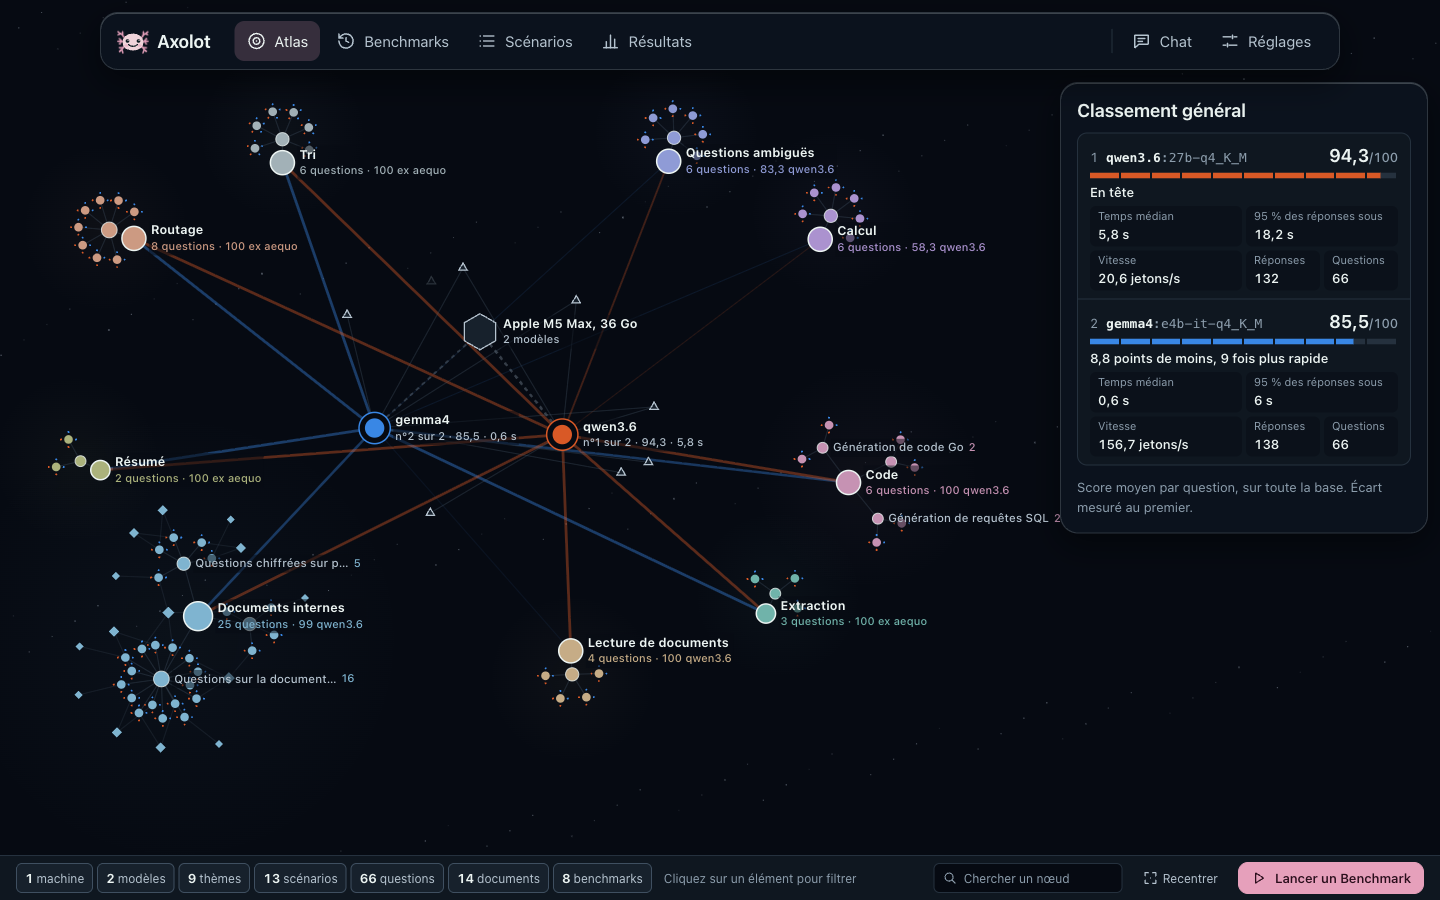 Axolot
Atlas
Benchmarks
Scénarios
Résultats
Chat
Réglages
Classement général
1 qwen3.6:27b-q4_K_M 94,3/100
En tête
Temps médian
5,8 s
95 % des réponses sous
18,2 s
Vitesse
20,6 jetons/s
Réponses
132
Questions
66
2 gemma4:e4b-it-q4_K_M 85,5/100
8,8 points de moins, 9 fois plus rapide
Temps médian
0,6 s
95 % des réponses sous
6 s
Vitesse
156,7 jetons/s
Réponses
138
Questions
66
Score moyen par question, sur toute la base. Écart
mesuré au premier.
Tri
6 questions · 100 ex aequo
Questions ambiguës
6 questions · 83,3 qwen3.6
Routage
8 questions · 100 ex aequo
Calcul
6 questions · 58,3 qwen3.6
Apple M5 Max, 36 Go
2 modèles
gemma4
n°2 sur 2 · 85,5 · 0,6 s
qwen3.6
n°1 sur 2 · 94,3 · 5,8 s
Résumé
2 questions · 100 ex aequo
Génération de code Go 2
Code
6 questions · 100 qwen3.6
Génération de requêtes SQL 2
Questions chiffrées sur p... 5
Documents internes
25 questions · 99 qwen3.6
Extraction
3 questions · 100 ex aequo
Lecture de documents
4 questions · 100 qwen3.6
Questions sur la document... 16
1 machine
2 modèles
9 thèmes
13 scénarios
66 questions
14 documents
8 benchmarks
Cliquez sur un élément pour filtrer
Chercher un nœud
Recentrer
Lancer un Benchmark